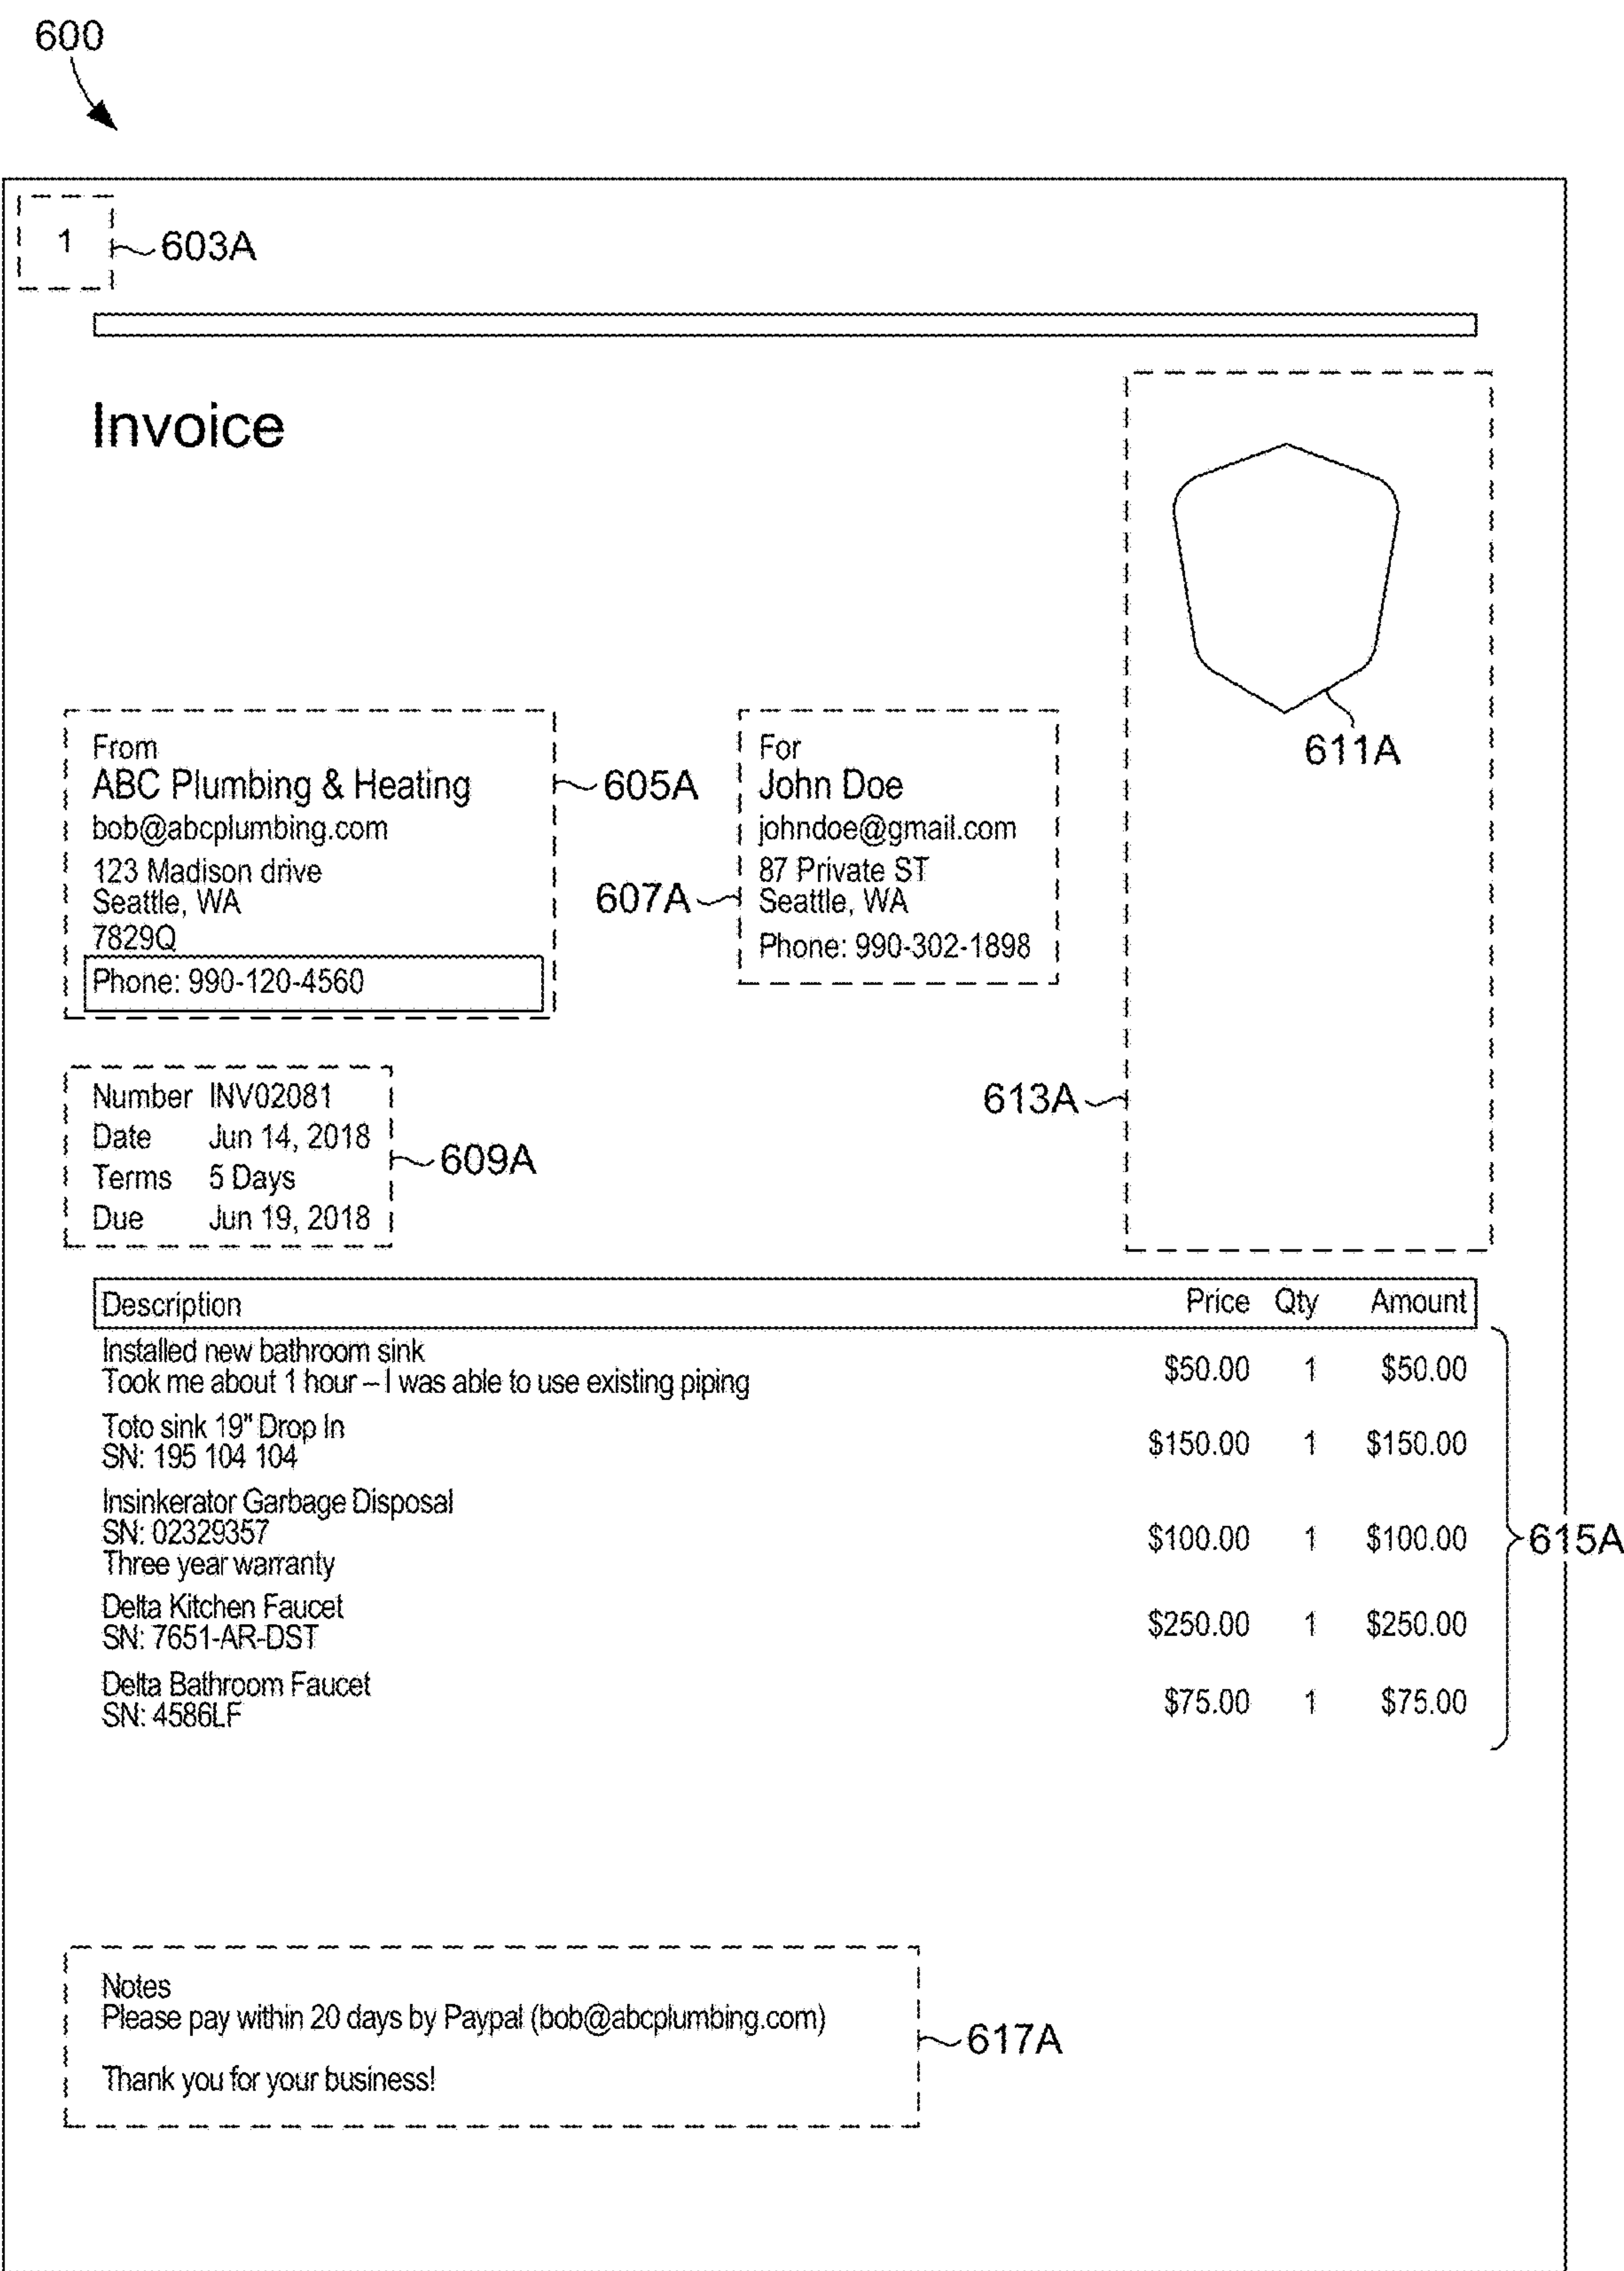 600
1
603A
Invoice
611A
From
ABC Plumbing & Heating
bob@abcplumbing.com
123 Madison drive
Seattle, WA
7829Q
Phone: 990-120-4560
605A
For
John Doe
johndoe@gmail.com
87 Private ST
Seattle, WA
Phone: 990-302-1898
607A
613A
Number INV02081
Date Jun 14, 2018
Terms 5 Days
Due Jun 19, 2018
609A
Description Price Qty Amount
Installed new bathroom sink
Took me about 1 hour – I was able to use existing piping
$50.00 1 $50.00
Toto sink 19" Drop In
SN: 195 104 104
$150.00 1 $150.00
Insinkerator Garbage Disposal
SN: 02329357
Three year warranty
$100.00 1 $100.00
615A
Delta Kitchen Faucet
SN: 7651-AR-DST
$250.00 1 $250.00
Delta Bathroom Faucet
SN: 4586LF
$75.00 1 $75.00
Notes
Please pay within 20 days by Paypal (bob@abcplumbing.com)
Thank you for your business!
617A